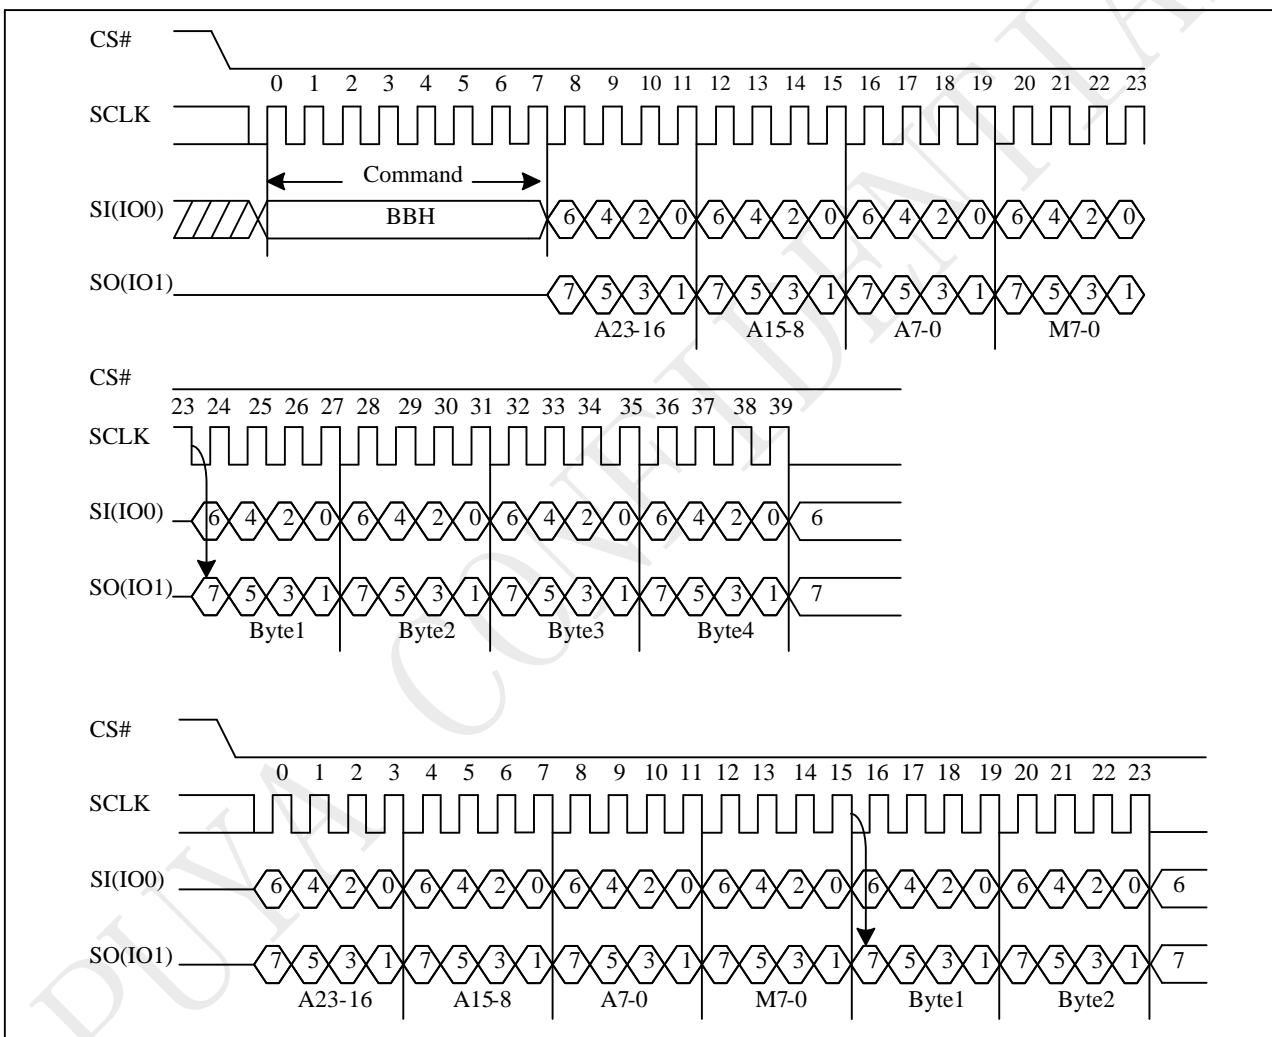 CS#
0 1 2 3 4 5 6 7 8 9 10 11 12 13 14 15 16 17 18 19 20 21 22 23
SCLK
Command
SI(IO0) BBH 6 4 2 0 6 4 2 0 6 4 2 0 6 4 2 0
SO(IO1) 7 5 3 1 7 5 3 1 7 5 3 1 7 5 3 1
A23-16 A15-8 A7-0 M7-0
CS#
23 24 25 26 27 28 29 30 31 32 33 34 35 36 37 38 39
SCLK
SI(IO0) 6 4 2 0 6 4 2 0 6 4 2 0 6 4 2 0 6
SO(IO1) 7 5 3 1 7 5 3 1 7 5 3 1 7 5 3 1 7
Byte1 Byte2 Byte3 Byte4
CS#
0 1 2 3 4 5 6 7 8 9 10 11 12 13 14 15 16 17 18 19 20 21 22 23
SCLK
SI(IO0) 6 4 2 0 6 4 2 0 6 4 2 0 6 4 2 0 6 4 2 0 6 4 2 0 6
SO(IO1) 7 5 3 1 7 5 3 1 7 5 3 1 7 5 3 1 7 5 3 1 7 5 3 1 7
A23-16 A15-8 A7-0 M7-0 Byte1 Byte2
PUYA CONFIDENTIAL